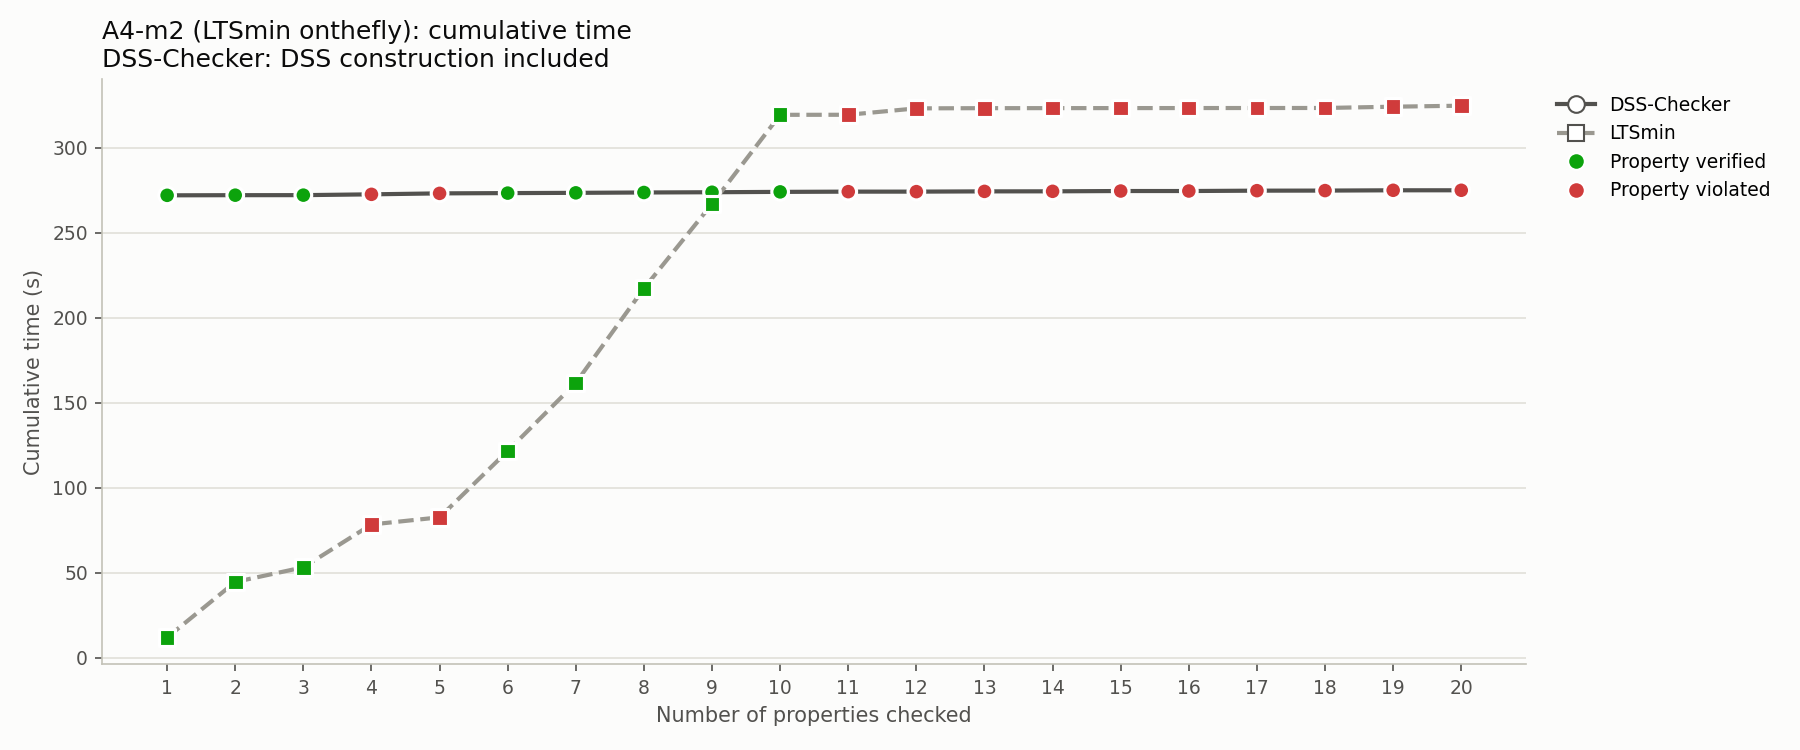 A4-m2 (LTSmin onthefly): cumulative time
DSS-Checker: DSS construction included
DSS-Checker
LTSmin
Property verified
Property violated
Cumulative time (s)
300
250
200
150
100
50
0
1 2 3 4 5 6 7 8 9 10 11 12 13 14 15 16 17 18 19 20
Number of properties checked